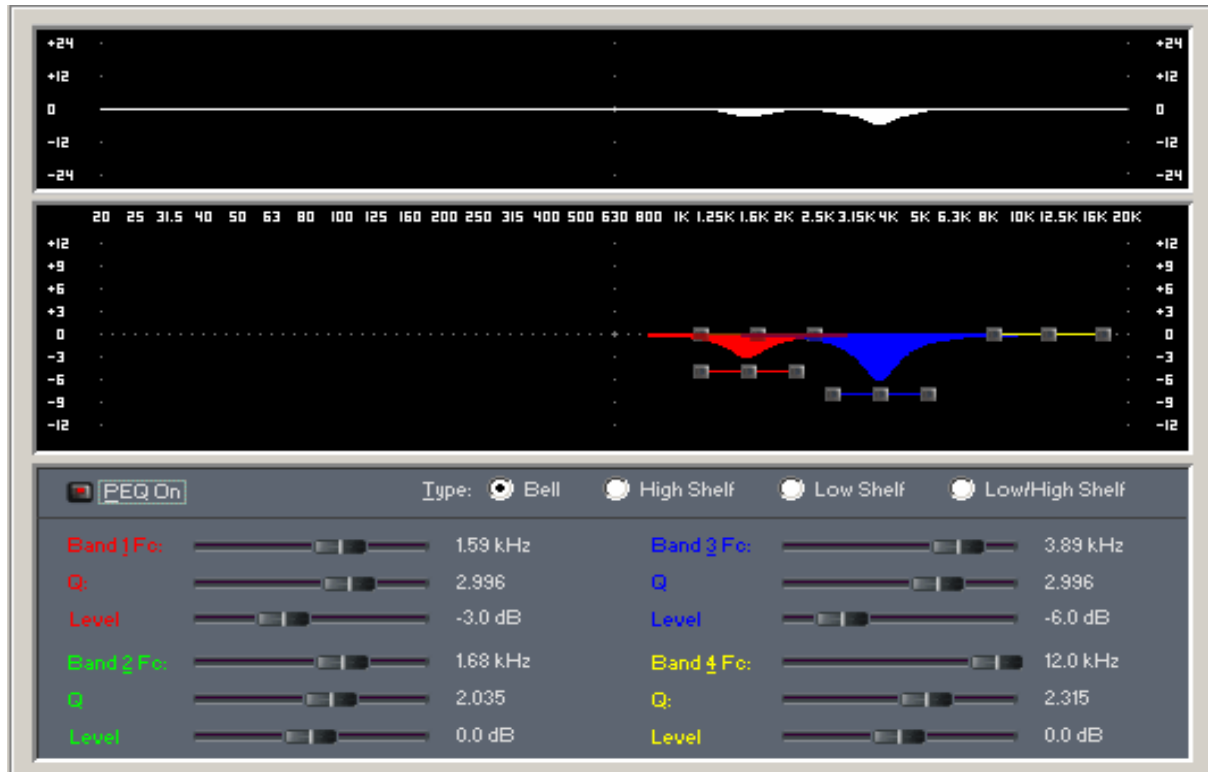 +24 +24
+12 +12
0 0
-12 -12
-24 -24
20 25 31.5 40 50 63 80 100 125 160 200 250 315 400 500 630 800 1K 1.25K 1.6K 2K 2.5K 3.15K 4K 5K 6.3K 8K 10K 12.5K 16K 20K
+12 +12
+9 +9
+6 +6
+3 +3
0 0
-3 -3
-6 -6
-9 -9
-12 -12
PEQ On Type: Bell High Shelf Low Shelf Low/High Shelf
Band 1 Fc: 1.59 kHz Band 3 Fc: 3.89 kHz
Q: 2.996 Q 2.996
Level -3.0 dB Level -6.0 dB
Band 2 Fc: 1.68 kHz Band 4 Fc: 12.0 kHz
Q 2.035 Q: 2.315
Level 0.0 dB Level 0.0 dB